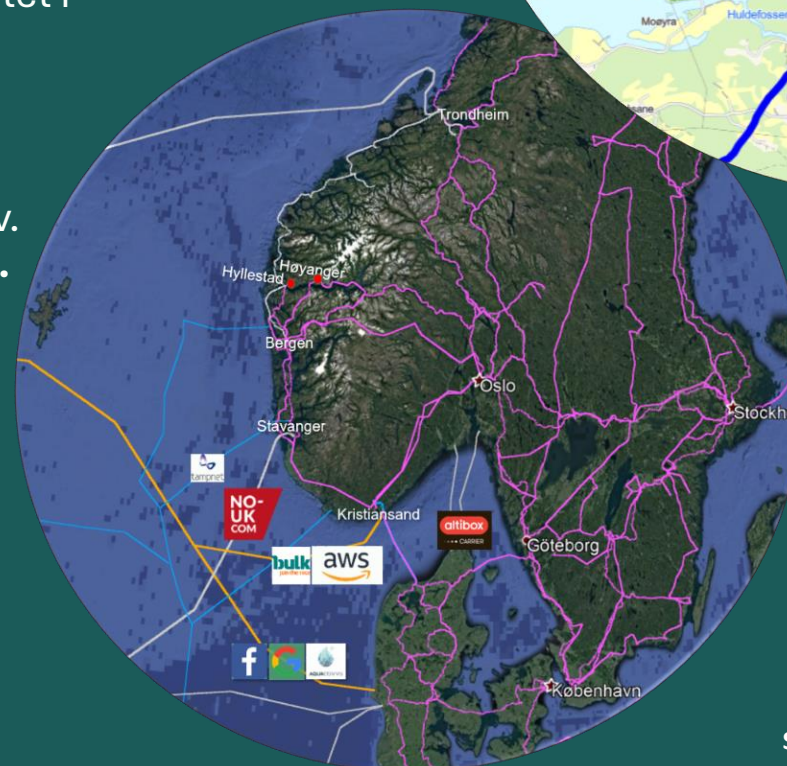 Moøyra
Huldefossen
Trondheim
Høyanger
Hyllestad
Bergen
Oslo
Stockh
Stavanger
tampnet
NO-
UK
COM
Kristiansand
altibox
CARRIER
Göteborg
bulk
aws
f
København